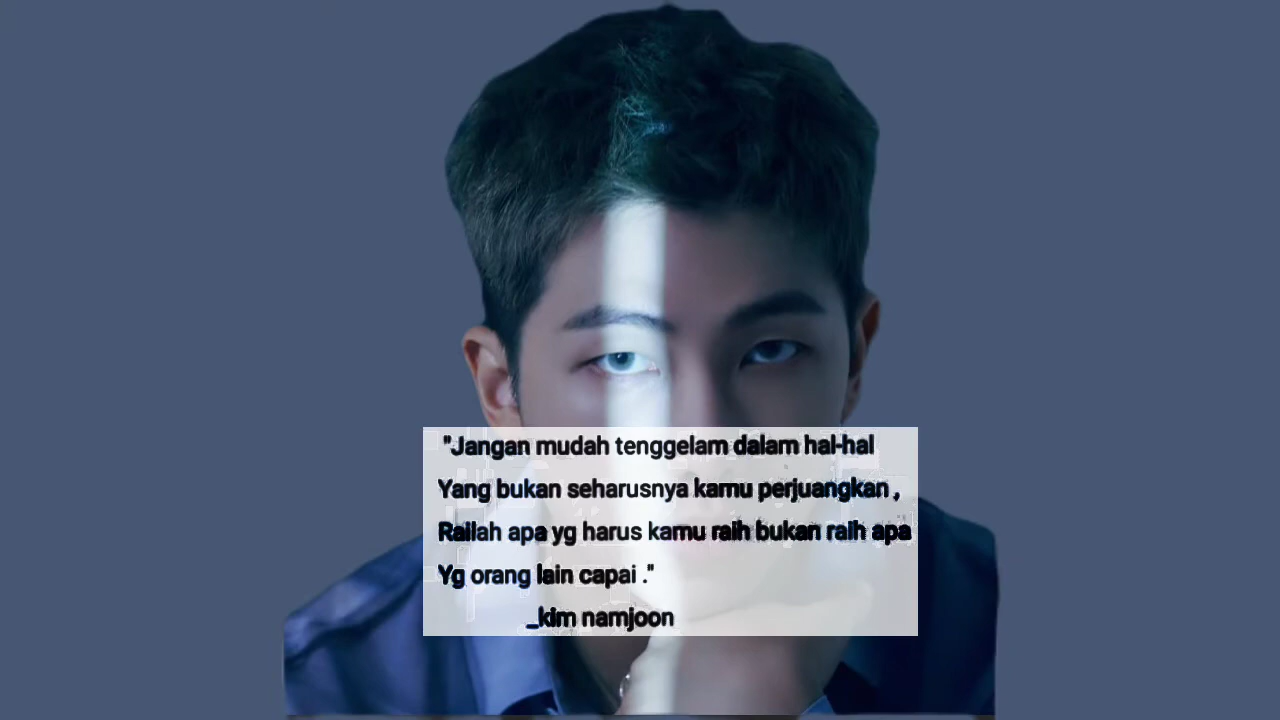 "Jangan mudah tenggelam dalam hal-hal
Yang bukan seharusnya kamu perjuangkan ,
Railah apa yg harus kamu raih bukan raih apa
Yg orang lain capai ."
_kim namjoon